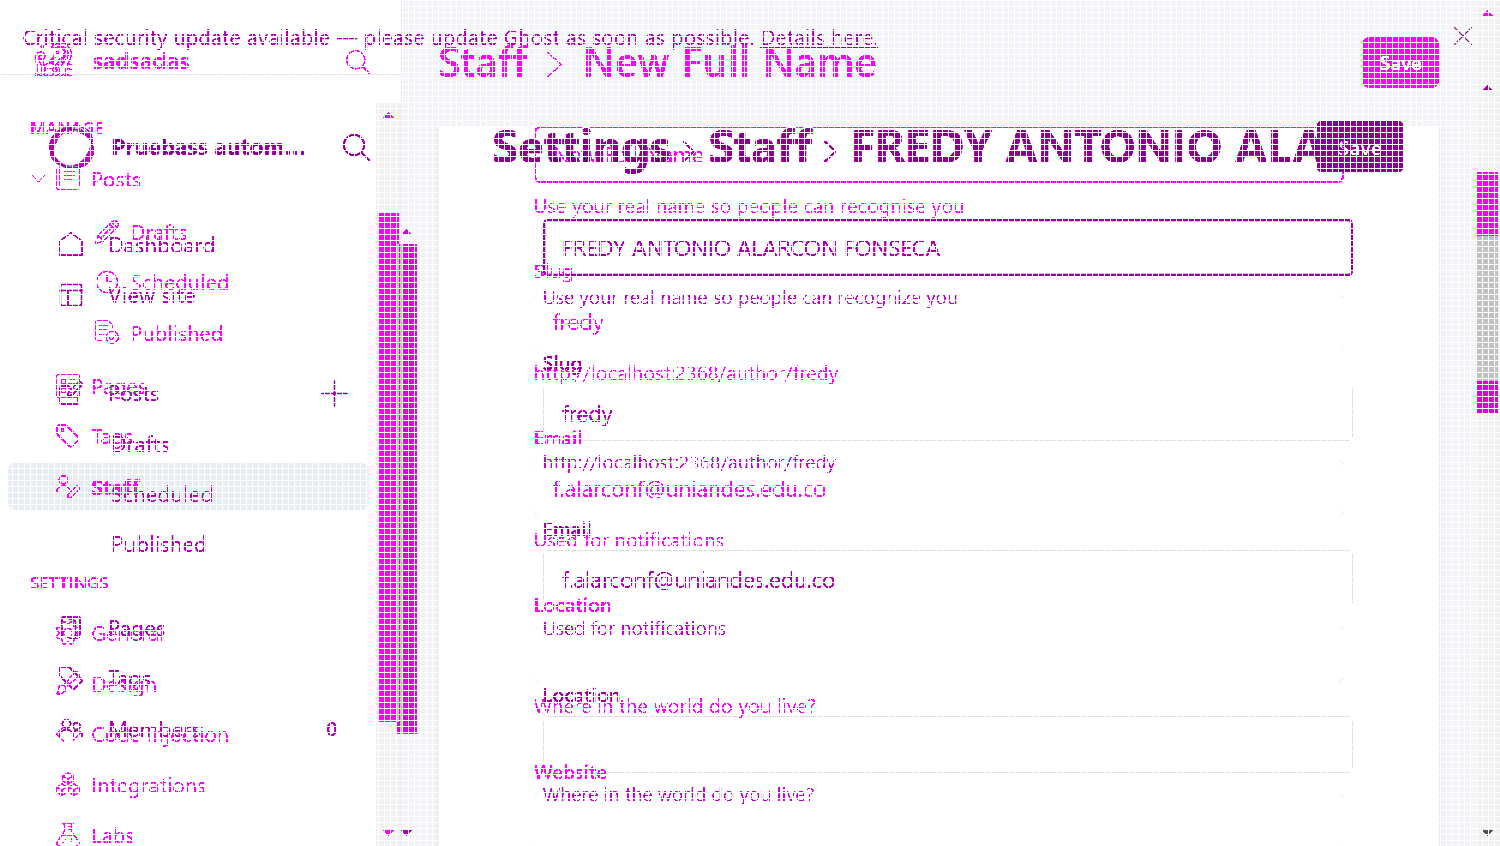 Critical security update available — please update Ghost as soon as possible. Details here.
sadsadas
Staff > New Full Name
Save
MANAGE
Pruebass autom...
Settings > Staff > FREDY ANTONIO ALA
Save
Name
Posts
Use your real name so people can recognise you
Drafts
Dashboard
FREDY ANTONIO ALARCON FONSECA
Slug
Scheduled
View site
Use your real name so people can recognize you
fredy
Published
Slug
http://localhost:2368/author/fredy
Pages
Posts
fredy
Tags
Drafts
Email
http://localhost:2368/author/fredy
Staff
Scheduled
f.alarconf@uniandes.edu.co
Email
Used for notifications
Published
SETTINGS
f.alarconf@uniandes.edu.co
Location
Pages
General
Used for notifications
Tags
Design
Location
Where in the world do you live?
Members
0
Code injection
Website
Integrations
Where in the world do you live?
Labs